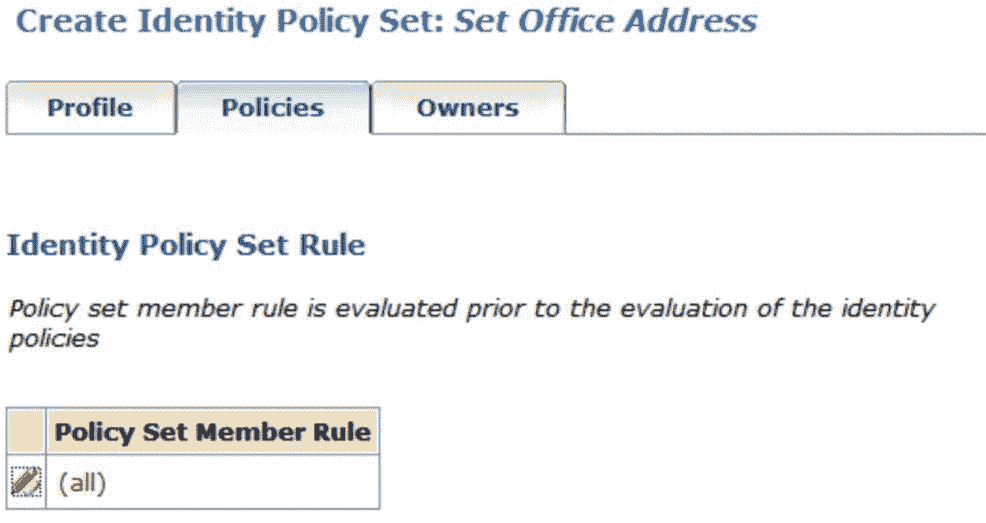 Create Identity Policy Set: Set Office Address
Profile
Policies
Owners
Identity Policy Set Rule
Policy set member rule is evaluated prior to the evaluation of the identity
policies
Policy Set Member Rule
(all)